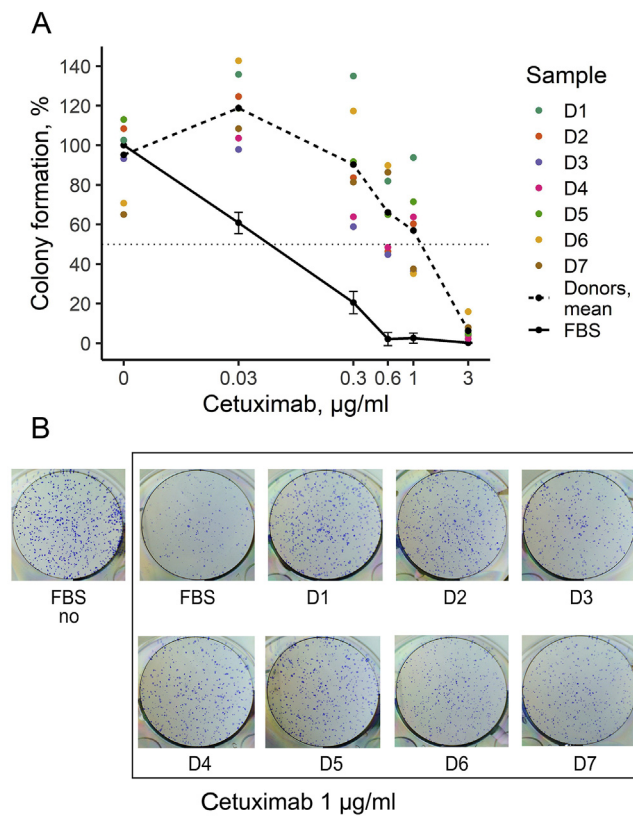 A
Colony formation, %
140
120
100
80
60
40
20
0
0
0.03
0.3
0.6
1
3
Cetuximab, µg/ml
Sample
D1
D2
D3
D4
D5
D6
D7
Donors,
mean
FBS
B
FBS
no
FBS
D1
D2
D3
D4
D5
D6
D7
Cetuximab 1 µg/ml